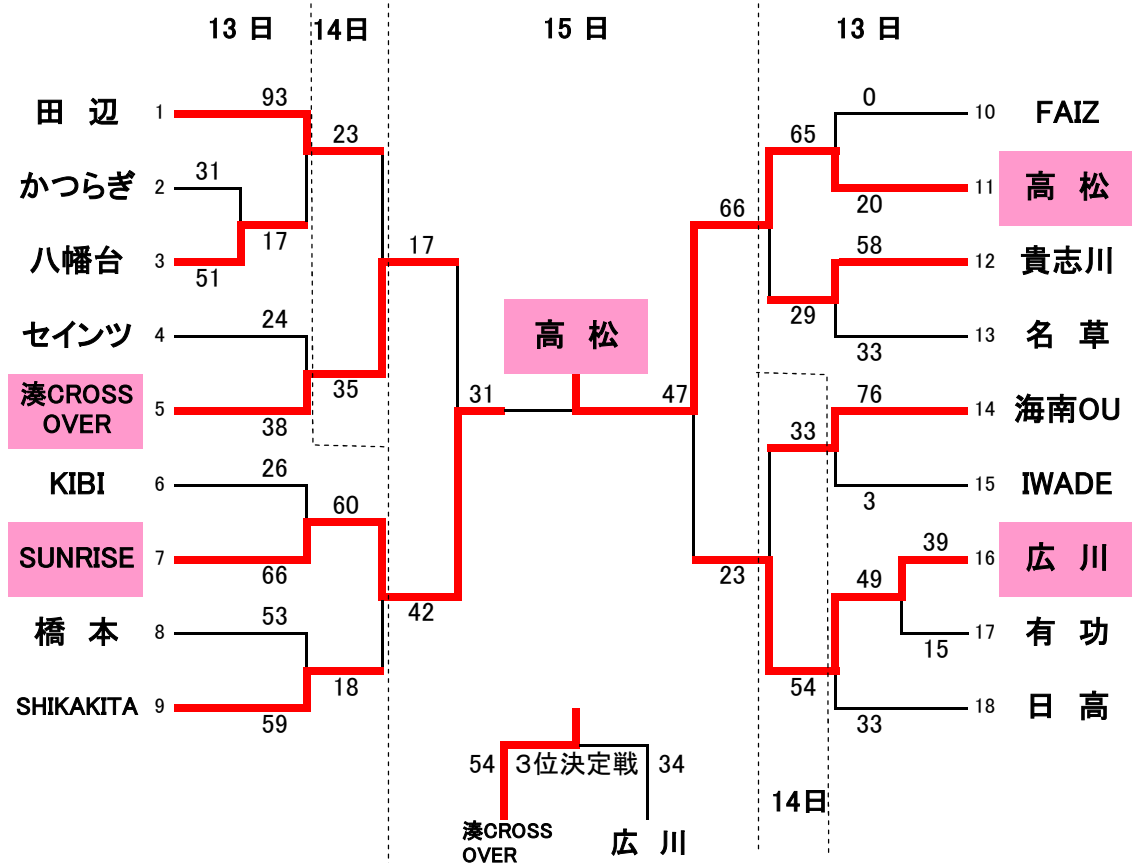 13 日
14日
15 日
13 日
田 辺 1 93
23
かつらぎ 2 31
八幡台 3 51
17
17
セインツ 4 24
湊CROSS
OVER
5 38
35
KIBI 6 26
60
SUNRISE 7 66
42
橋 本 8 53
SHIKAKITA 9 59
18
31
高 松
47
0 10 FAIZ
65
20 11 高 松
66
58 12 貴志川
29
33 13 名 草
76 14 海南OU
33
3 15 IWADE
39 16 広 川
23
49
15 17 有 功
54
33 18 日 高
14日
54 3位決定戦 34
湊CROSS
OVER
広 川